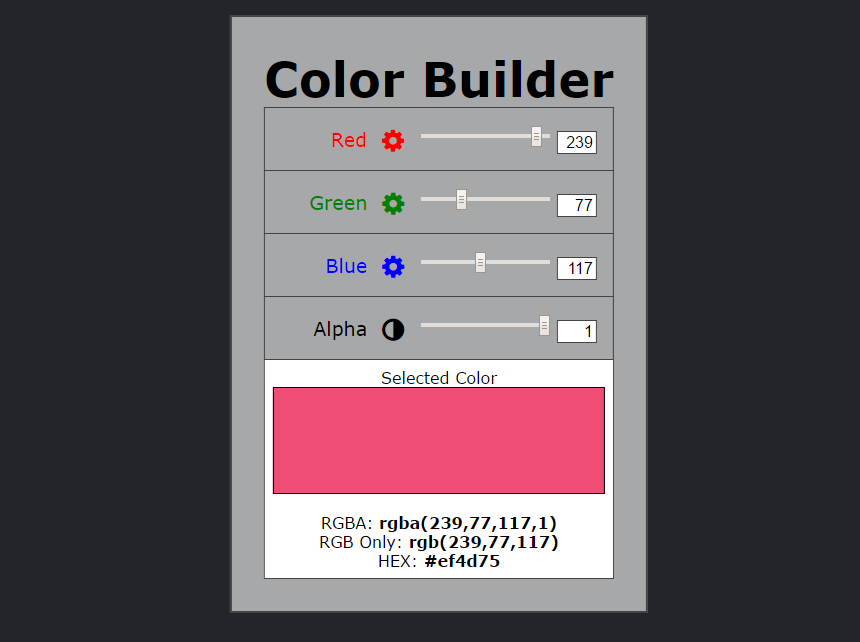 Color Builder
Red 239
Green 77
Blue 117
Alpha 1
Selected Color
RGBA: rgba(239,77,117,1)
RGB Only: rgb(239,77,117)
HEX: #ef4d75